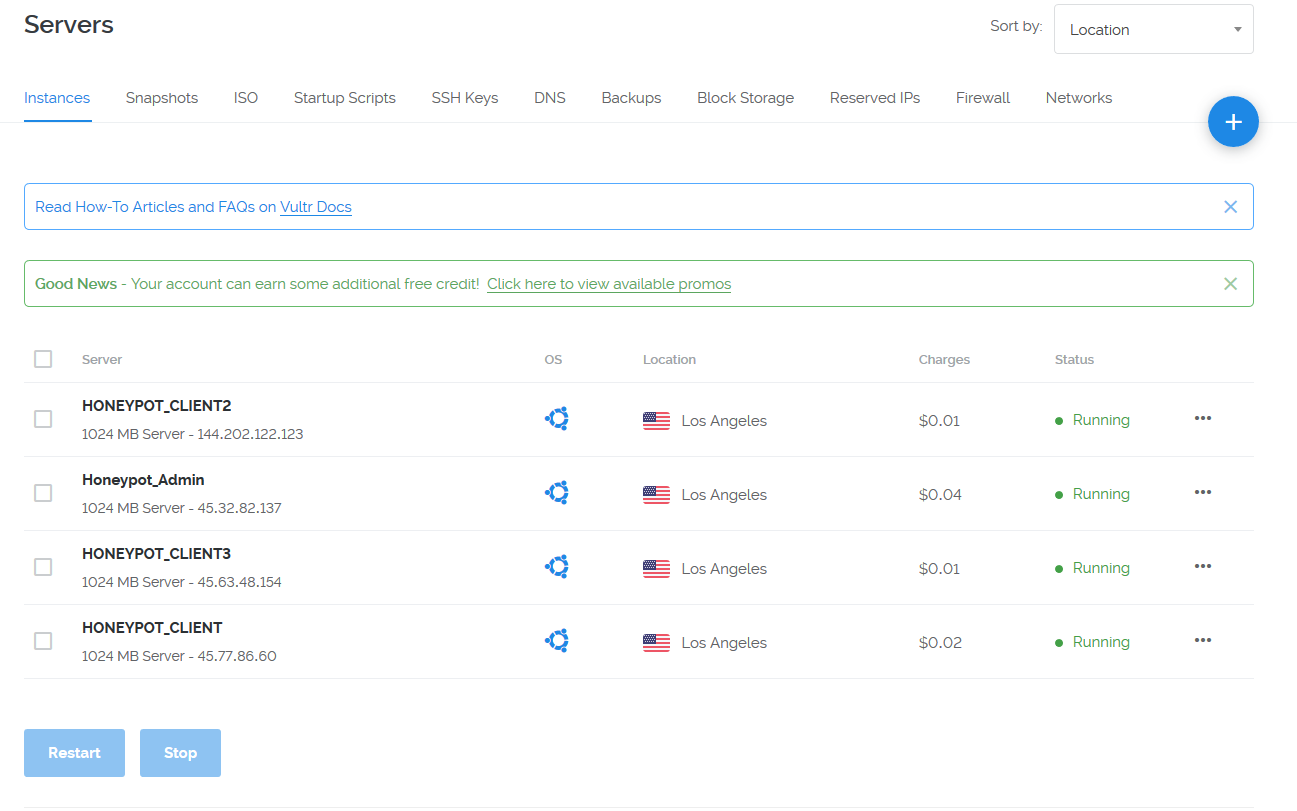 Servers
Sort by: Location
Instances Snapshots ISO Startup Scripts SSH Keys DNS Backups Block Storage Reserved IPs Firewall Networks
+
Read How-To Articles and FAQs on Vultr Docs
Good News - Your account can earn some additional free credit! Click here to view available promos
Server OS Location Charges Status
HONEYPOT_CLIENT2
1024 MB Server - 144.202.122.123
Los Angeles $0.01 Running
Honeypot_Admin
1024 MB Server - 45.32.82.137
Los Angeles $0.04 Running
HONEYPOT_CLIENT3
1024 MB Server - 45.63.48.154
Los Angeles $0.01 Running
HONEYPOT_CLIENT
1024 MB Server - 45.77.86.60
Los Angeles $0.02 Running
Restart Stop